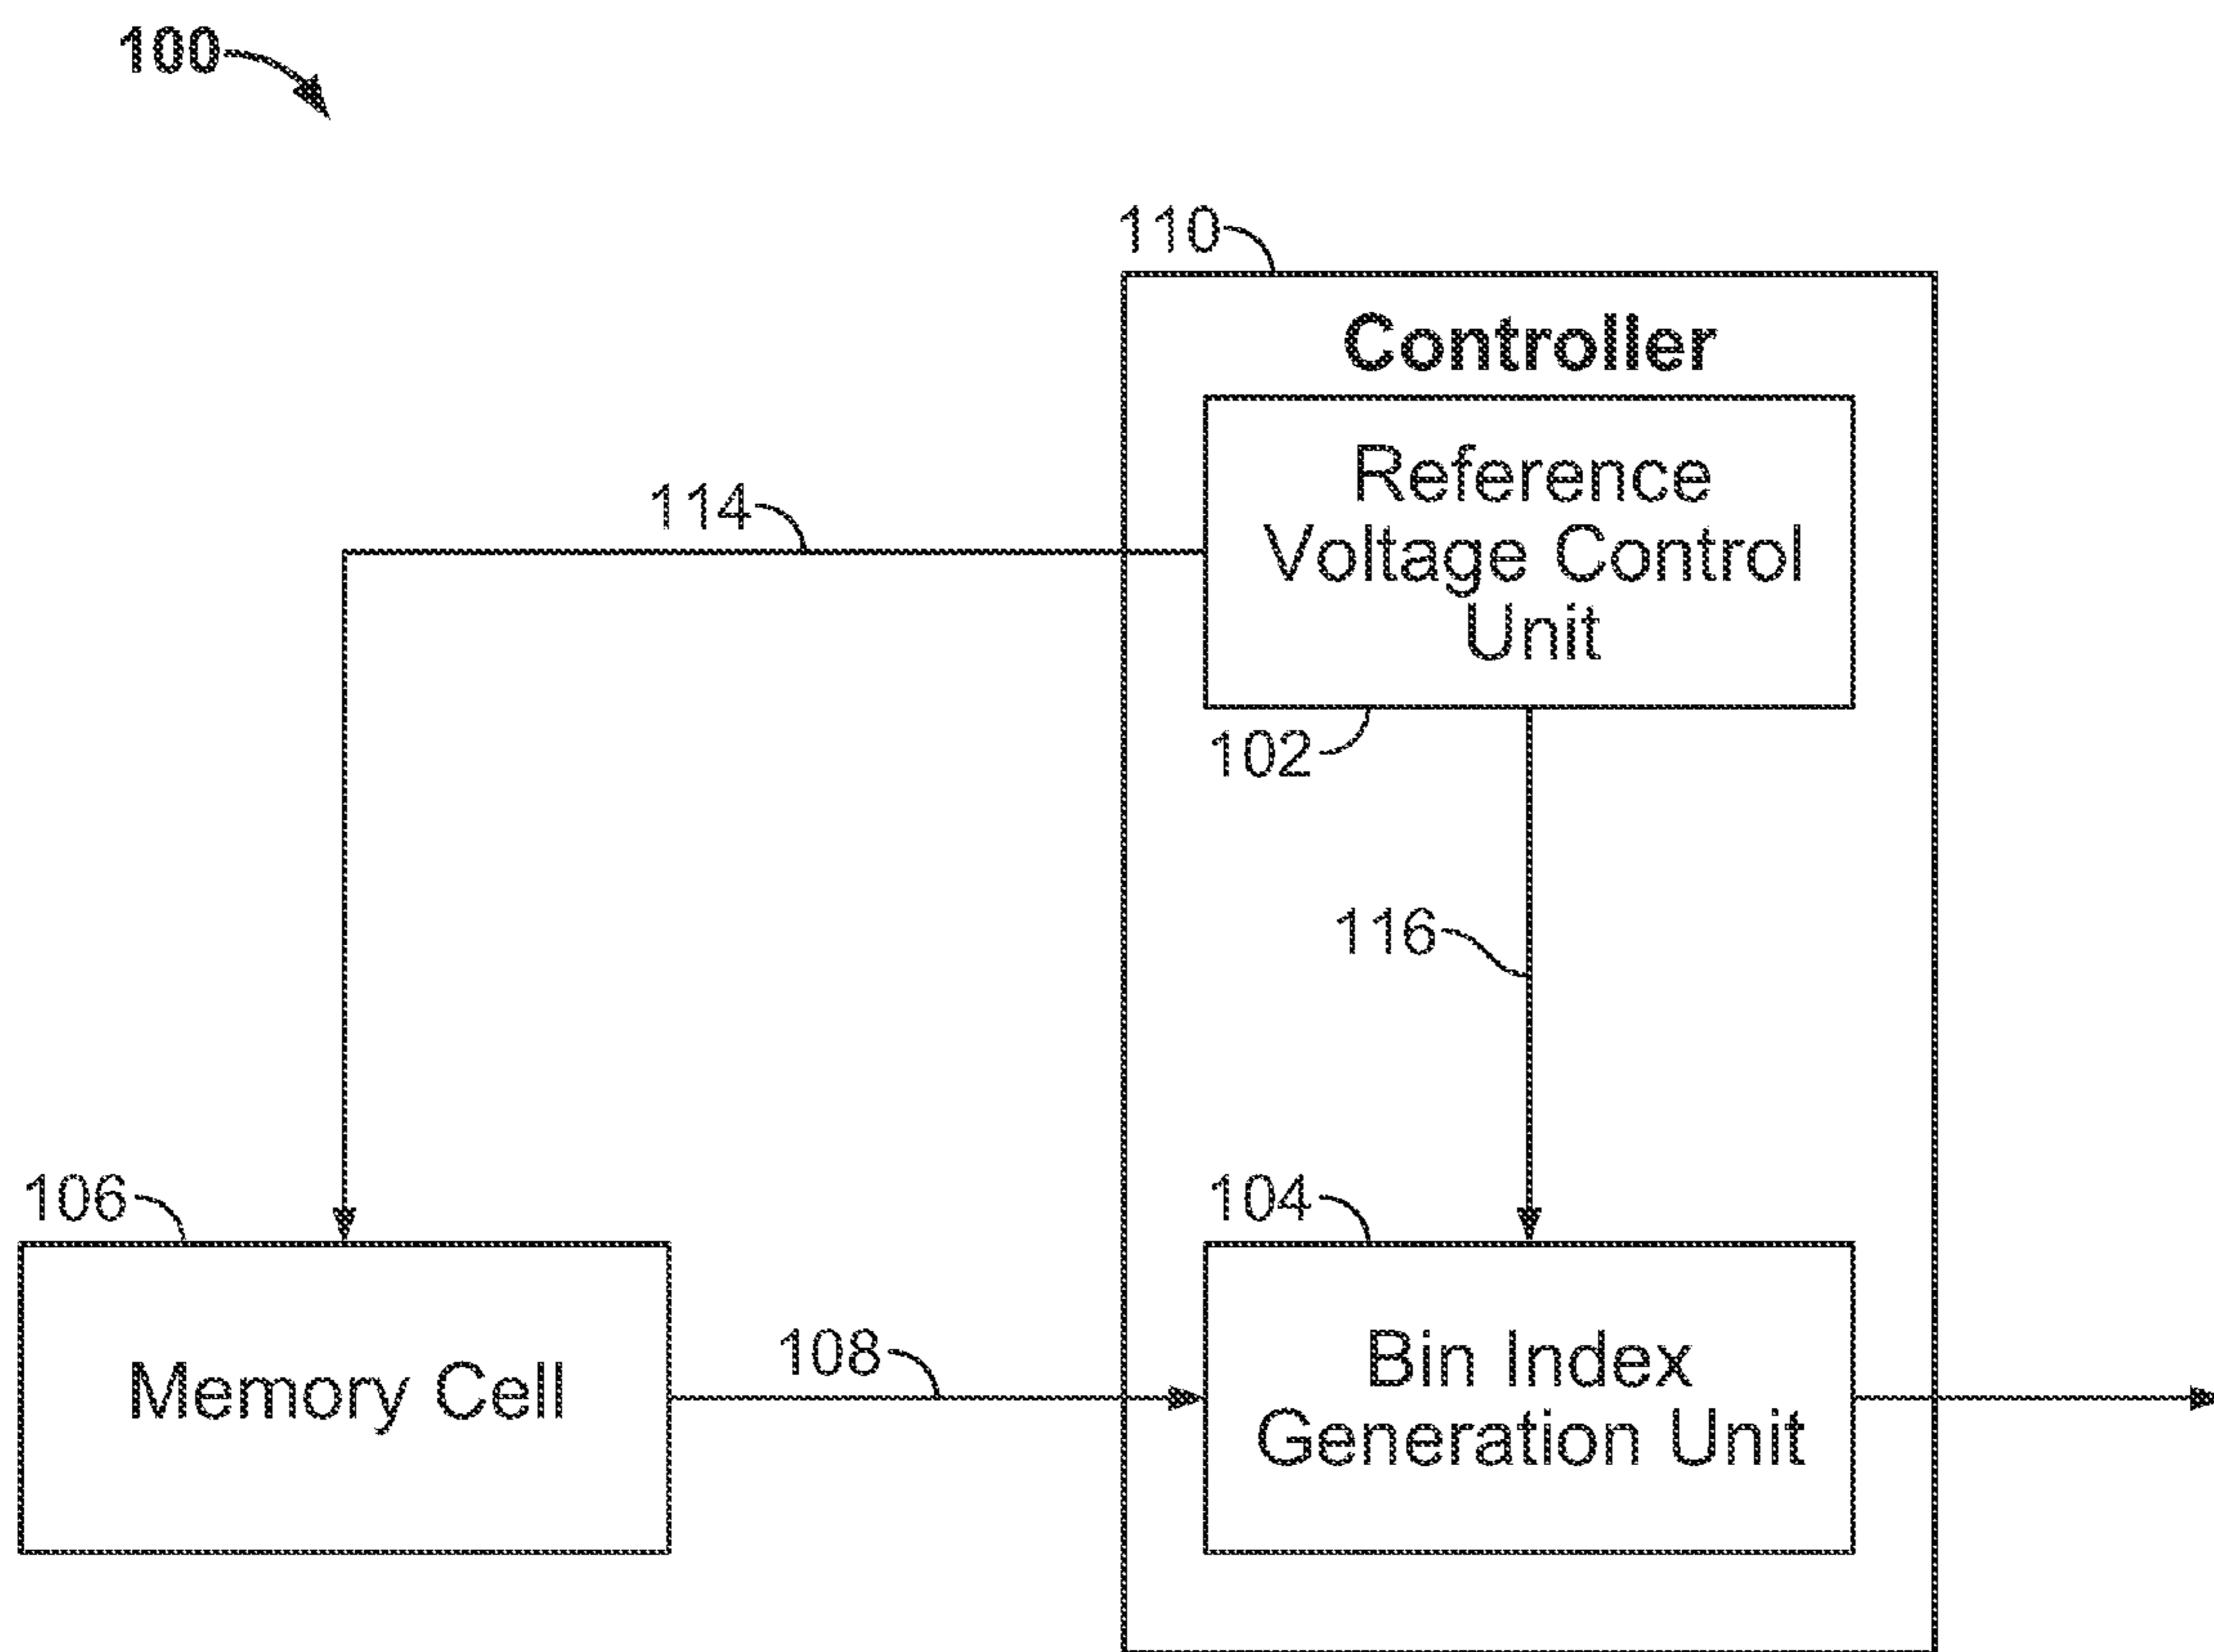 100
110
Controller
Reference
Voltage Control
Unit
114
102
116
106
104
Memory Cell
108
Bin Index
Generation Unit